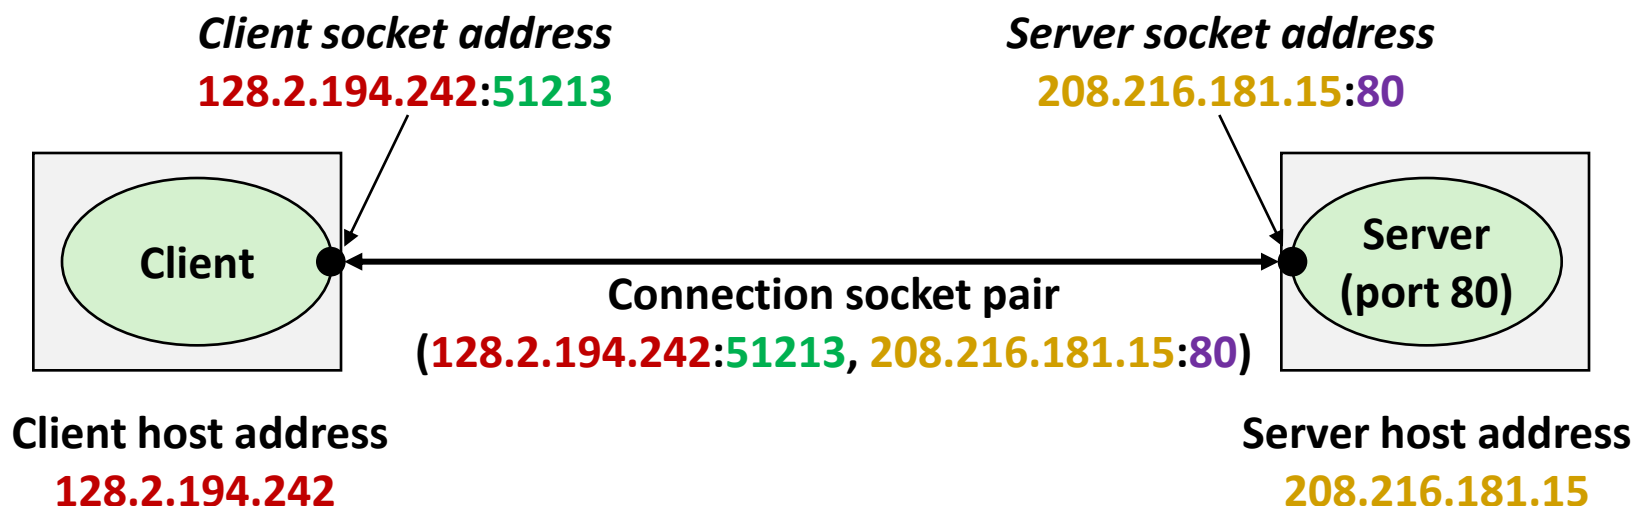 Client socket address
128.2.194.242:51213
Server socket address
208.216.181.15:80
Client
Server
(port 80)
Connection socket pair
(128.2.194.242:51213, 208.216.181.15:80)
Client host address
128.2.194.242
Server host address
208.216.181.15